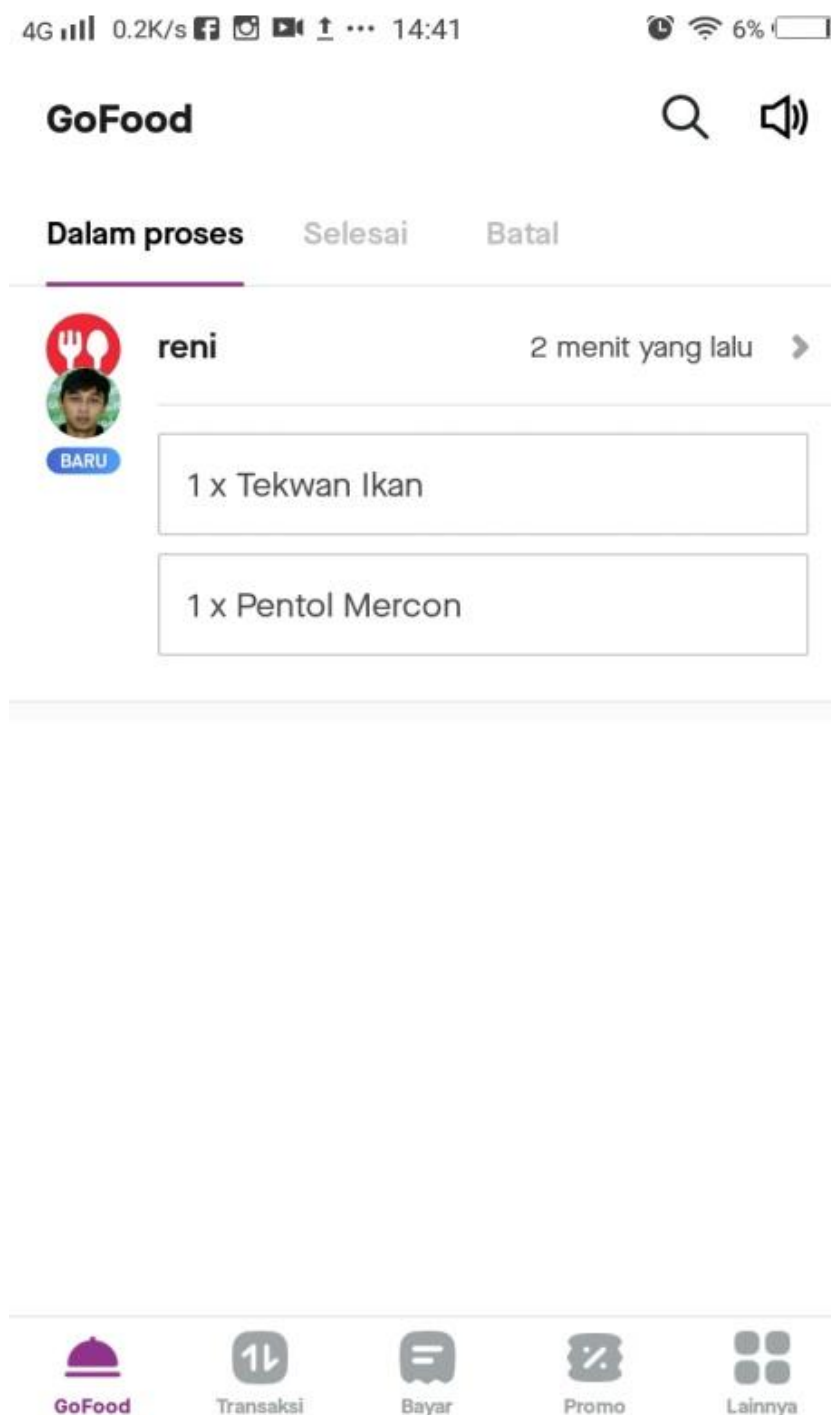 4G 0.2K/s 14:41 6%
GoFood
Dalam proses Selesai Batal
reni 2 menit yang lalu
BARU
1 x Tekwan Ikan
1 x Pentol Mercon
GoFood Transaksi Bayar Promo Lainnya